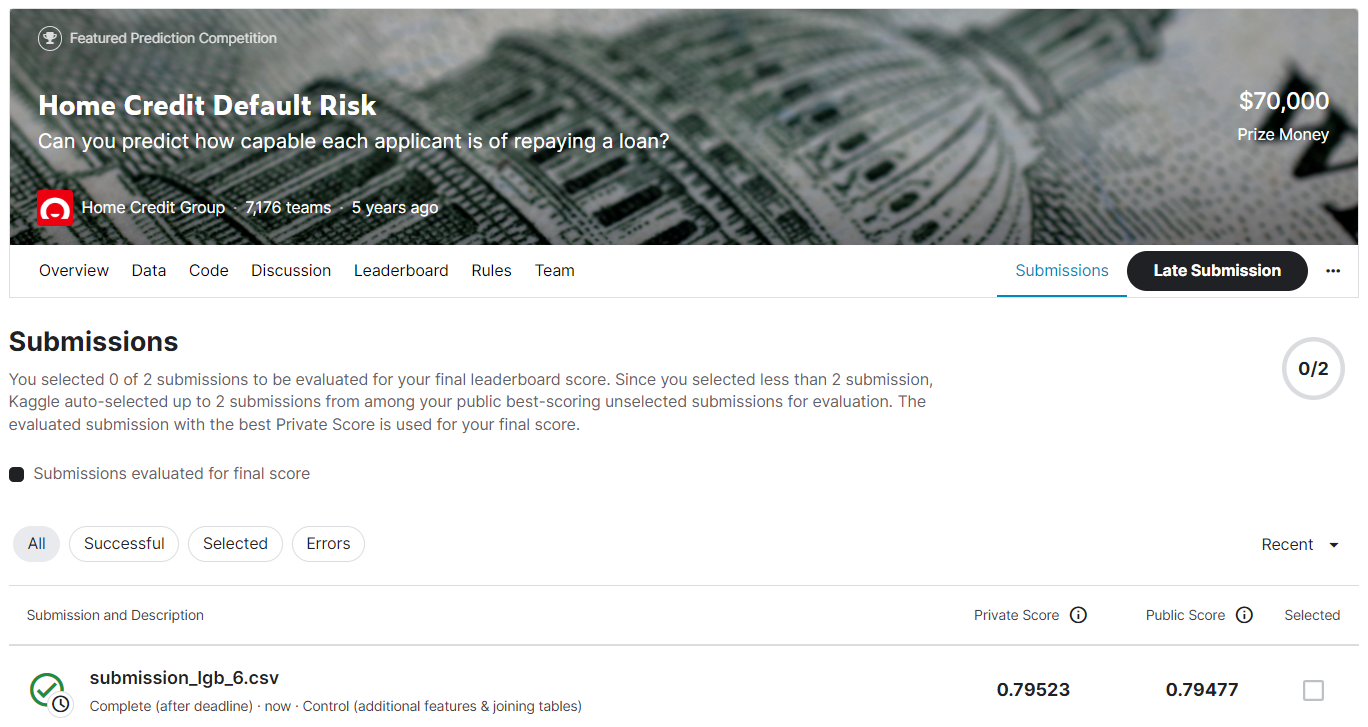 Featured Prediction Competition
Home Credit Default Risk
Can you predict how capable each applicant is of repaying a loan?
$70,000
Prize Money
Home Credit Group · 7,176 teams · 5 years ago
Overview Data Code Discussion Leaderboard Rules Team Submissions Late Submission
Submissions
You selected 0 of 2 submissions to be evaluated for your final leaderboard score. Since you selected less than 2 submission,
Kaggle auto-selected up to 2 submissions from among your public best-scoring unselected submissions for evaluation. The
evaluated submission with the best Private Score is used for your final score.
0/2
Submissions evaluated for final score
All Successful Selected Errors Recent
Submission and Description Private Score Public Score Selected
submission_lgb_6.csv
Complete (after deadline) · now · Control (additional features & joining tables)
0.79523 0.79477